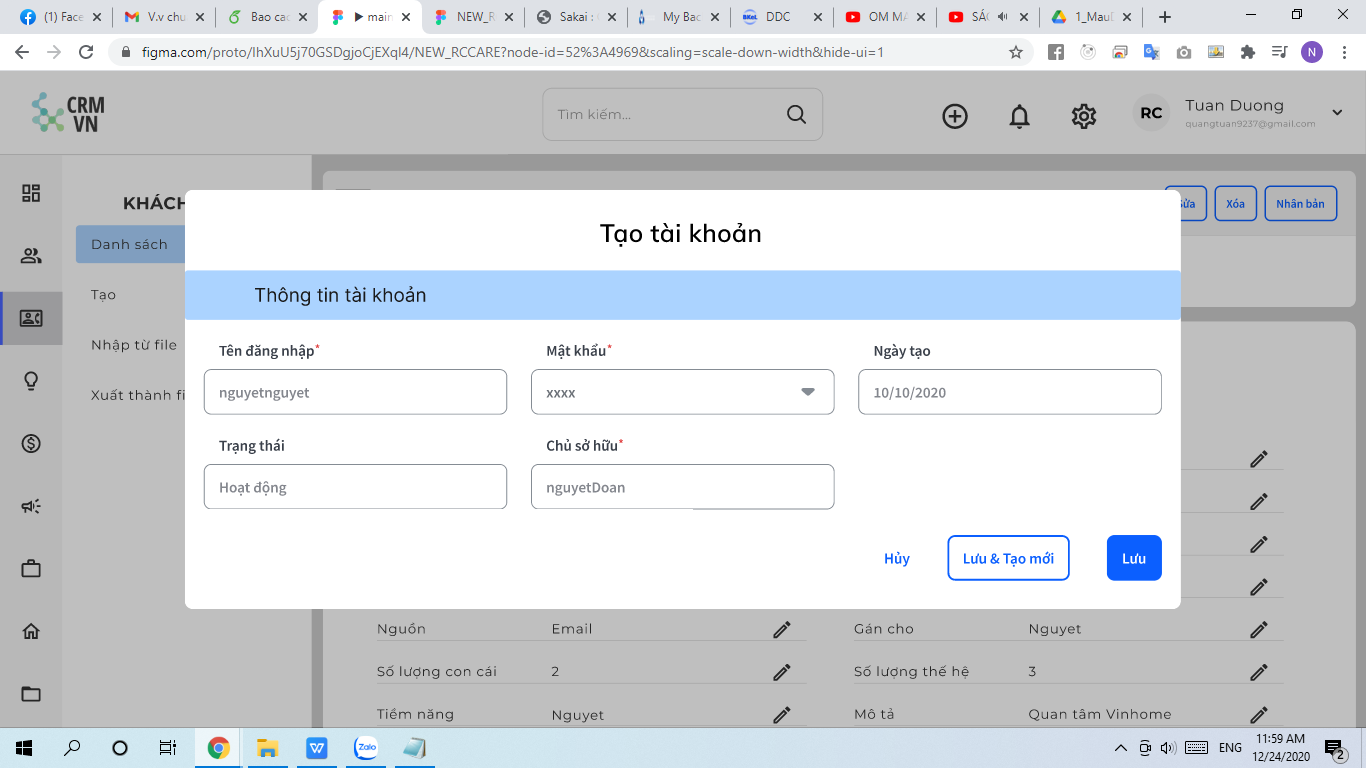 (1) Face
V.v chu
Bao cao
main
NEW_R
Sakai :
My Bac
DDC
OM MA
SÁC
1_MauD
figma.com/proto/lhXuU5j70GSDgjoCjEXqI4/NEW_RCCARE?node-id=52%3A4969&scaling=scale-down-width&hide-ui=1
N
CRM
VN
Tìm kiếm...
RC
Tuan Duong
quangtuan9237@gmail.com
KHÁCH
Sửa
Xóa
Nhân bản
Danh sách
Tạo
Nhập từ file
Xuất thành fi
Tạo tài khoản
Thông tin tài khoản
Tên đăng nhập*
Mật khẩu*
Ngày tạo
nguyetnguyet
xxxx
10/10/2020
Trạng thái
Chủ sở hữu*
Hoạt động
nguyetDoan
Hủy
Lưu & Tạo mới
Lưu
Nguồn
Email
Gán cho
Nguyet
Số lượng con cái
2
Số lượng thế hệ
3
Tiềm năng
Nguyet
Mô tả
Quan tâm Vinhome
Zalo
ENG
11:59 AM
12/24/2020
2